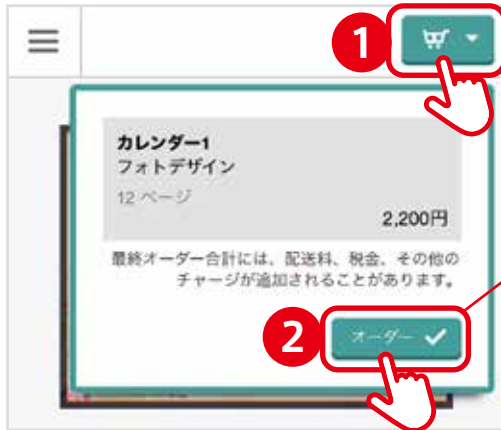 1
カレンダー1
フォトデザイン
12 ページ
2,200円
最終オーダー合計には、配送料、税金、その他の
チャージが追加されることがあります。
2
オーダー